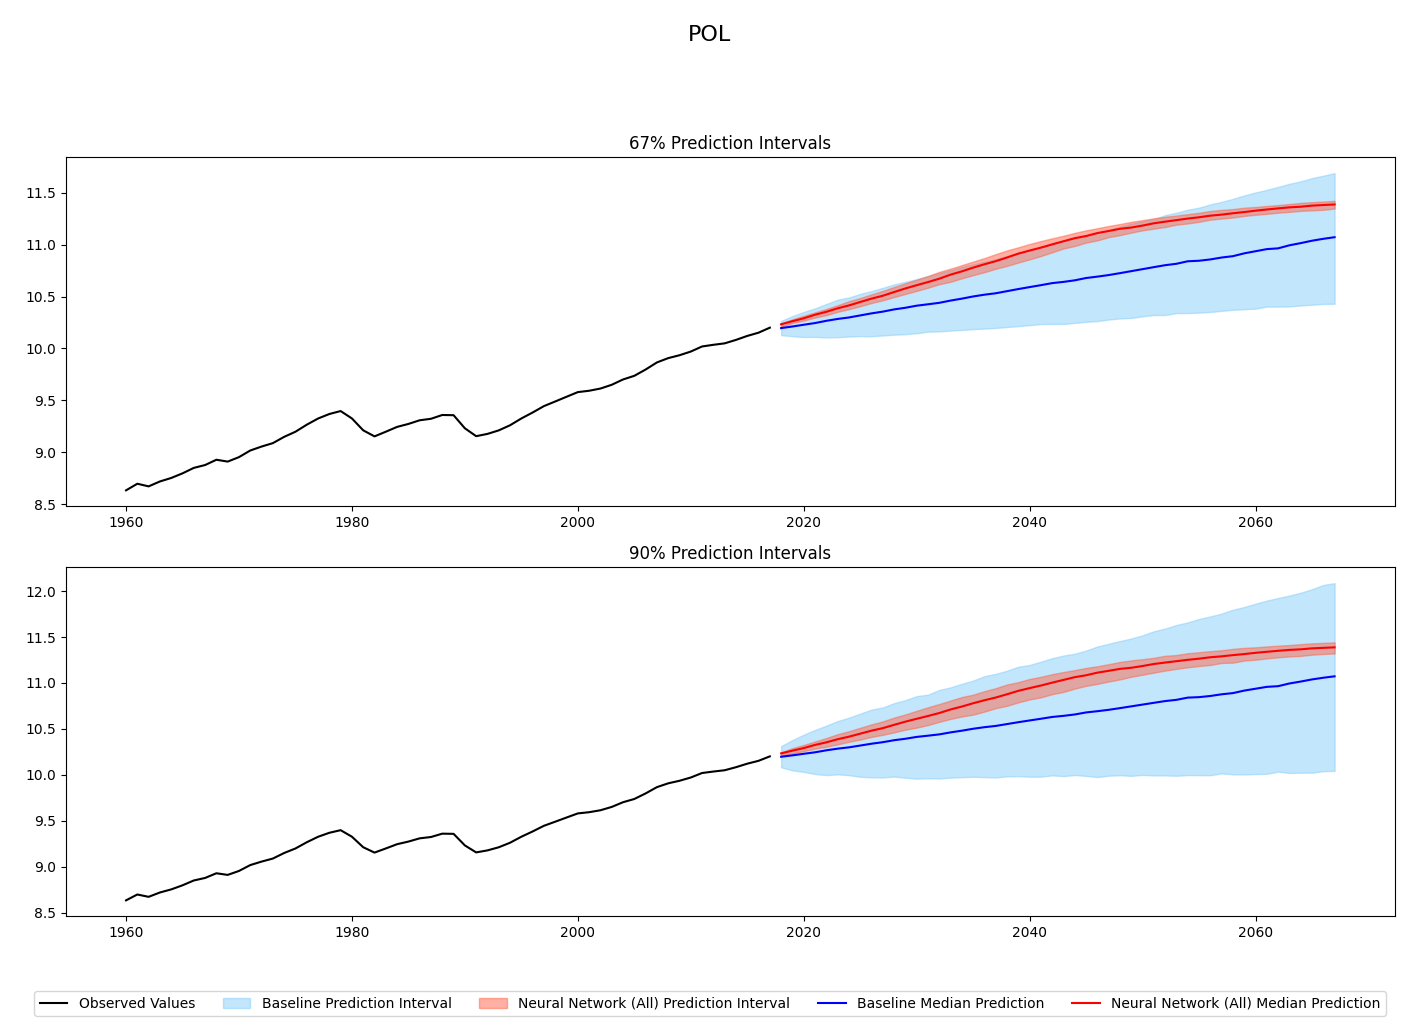 POL
67% Prediction Intervals
11.5
11.0
10.5
10.0
9.5
9.0
8.5
1960 1980 2000 2020 2040 2060
90% Prediction Intervals
12.0
11.5
11.0
10.5
10.0
9.5
9.0
8.5
1960 1980 2000 2020 2040 2060
Observed Values Baseline Prediction Interval Neural Network (All) Prediction Interval Baseline Median Prediction Neural Network (All) Median Prediction